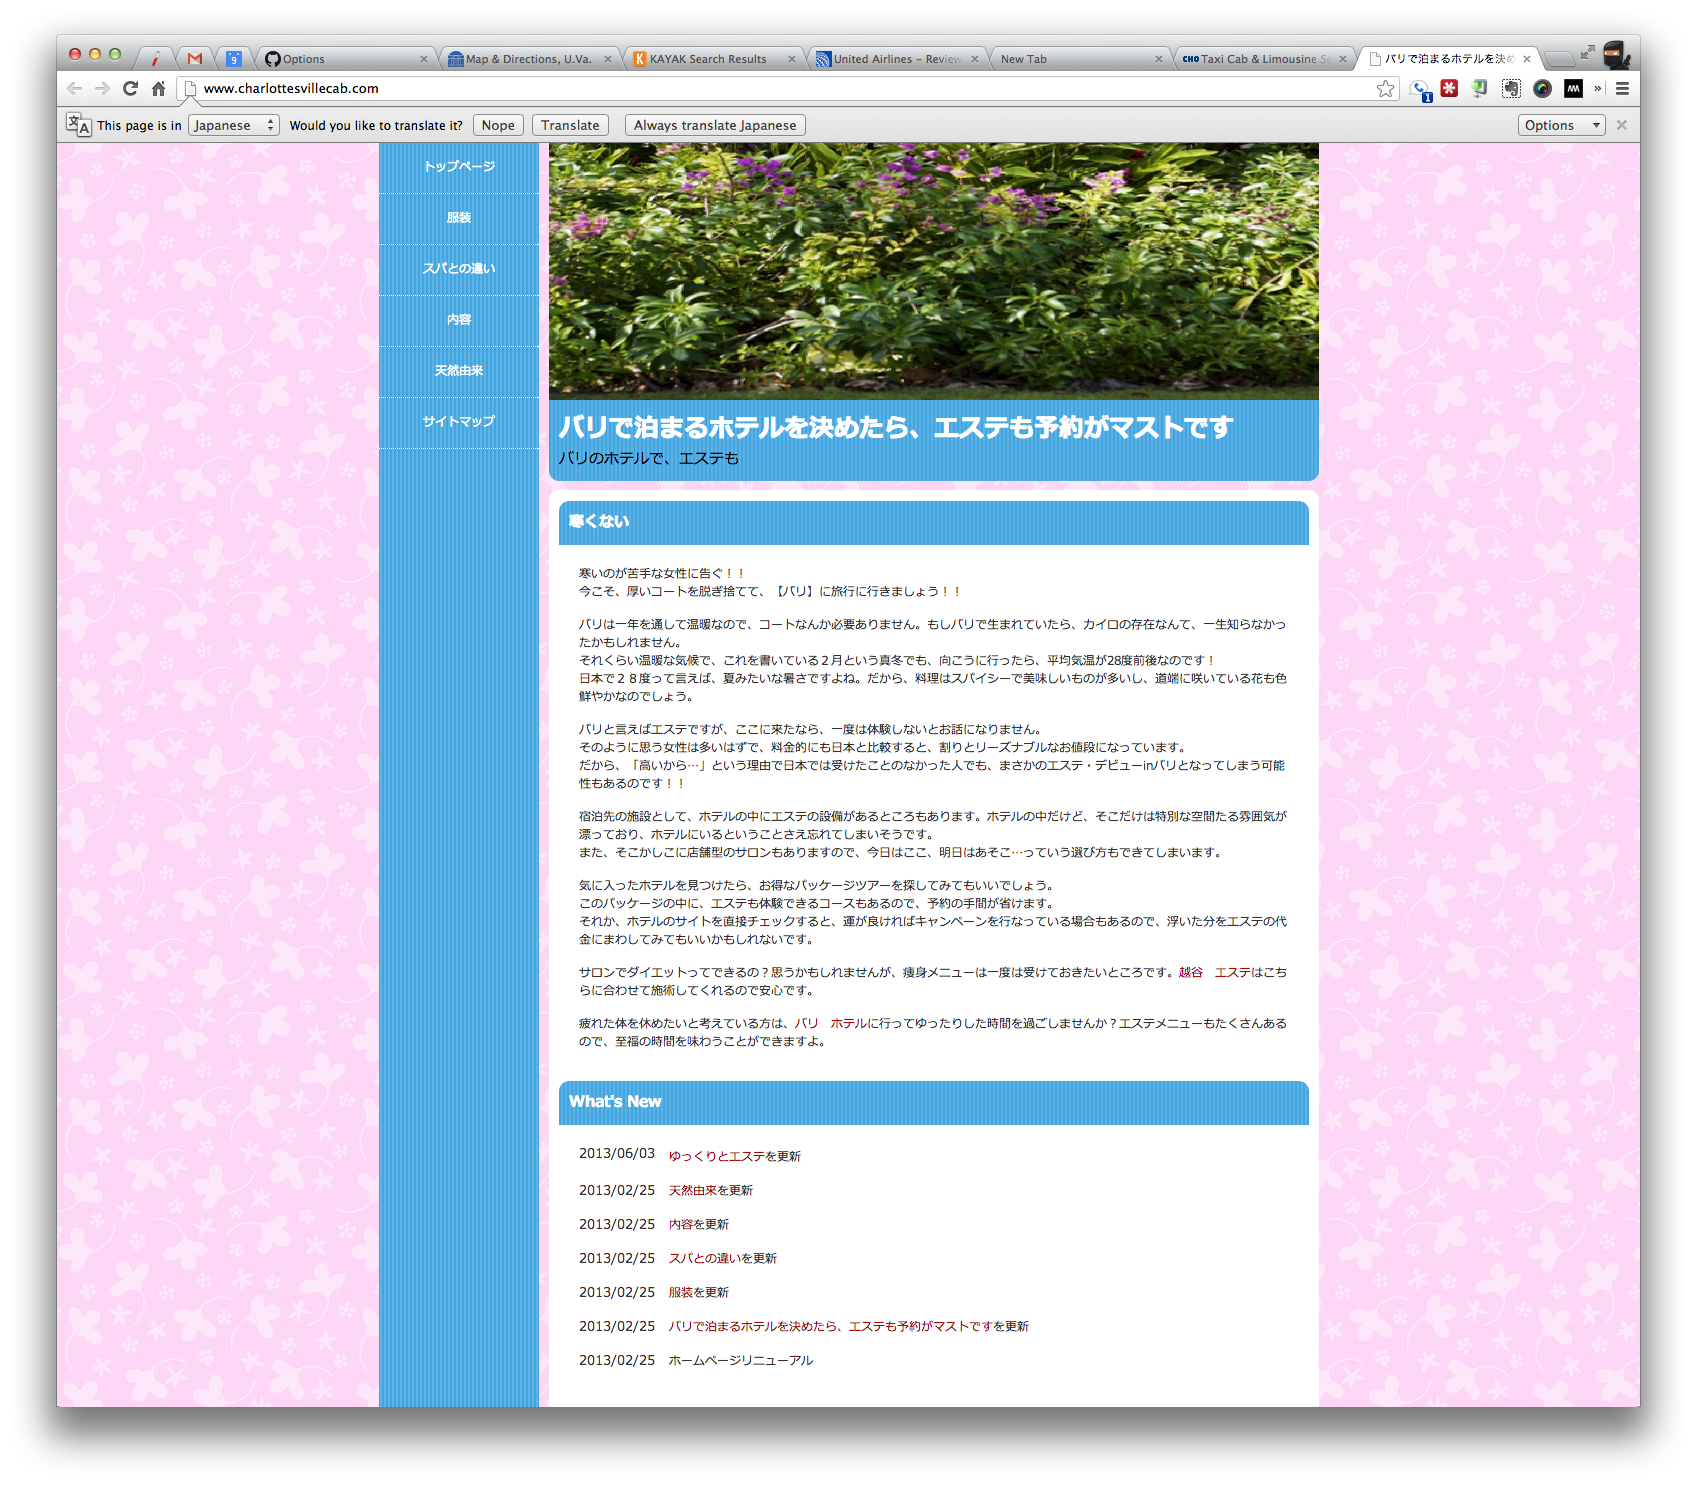 9
Options
Map & Directions, U.Va.
KAYAK Search Results
United Airlines – Review
New Tab
CHO Taxi Cab & Limousine Se
バリで泊まるホテルを決め
www.charlottesvillecab.com
1
This page is in Japanese Would you like to translate it? Nope Translate Always translate Japanese Options
トップページ
服装
スパとの違い
内容
天然由来
サイトマップ
バリで泊まるホテルを決めたら、エステも予約がマストです
バリのホテルで、エステも
寒くない
寒いのが苦手な女性に告ぐ！！
今こそ、厚いコートを脱ぎ捨てて、【バリ】に旅行に行きましょう！！
バリは一年を通して温暖なので、コートなんか必要ありません。もしバリで生まれていたら、カイロの存在なんて、一生知らなかっ
たかもしれません。
それくらい温暖な気候で、これを書いている２月という真冬でも、向こうに行ったら、平均気温が28度前後なのです！
日本で２８度って言えば、夏みたいな暑さですよね。だから、料理はスパイシーで美味しいものが多いし、道端に咲いている花も色
鮮やかなのでしょう。
バリと言えばエステですが、ここに来たなら、一度は体験しないとお話になりません。
そのように思う女性は多いはずで、料金的にも日本と比較すると、割りとリーズナブルなお値段になっています。
だから、「高いから…」という理由で日本では受けたことのなかった人でも、まさかのエステ・デビューinバリとなってしまう可能
性もあるのです！！
宿泊先の施設として、ホテルの中にエステの設備があるところもあります。ホテルの中だけど、そこだけは特別な空間たる雰囲気が
漂っており、ホテルにいるということさえ忘れてしまいそうです。
また、そこかしこに店舗型のサロンもありますので、今日はここ、明日はあそこ…っていう選び方もできてしまいます。
気に入ったホテルを見つけたら、お得なパッケージツアーを探してみてもいいでしょう。
このパッケージの中に、エステも体験できるコースもあるので、予約の手間が省けます。
それか、ホテルのサイトを直接チェックすると、運が良ければキャンペーンを行なっている場合もあるので、浮いた分をエステの代
金にまわしてみてもいいかもしれないです。
サロンでダイエットってできるの？思うかもしれませんが、痩身メニューは一度は受けておきたいところです。越谷　エステはこち
らに合わせて施術してくれるので安心です。
疲れた体を休めたいと考えている方は、バリ　ホテルに行ってゆったりした時間を過ごしませんか？エステメニューもたくさんある
ので、至福の時間を味わうことができますよ。
What's New
2013/06/03 ゆっくりとエステを更新
2013/02/25 天然由来を更新
2013/02/25 内容を更新
2013/02/25 スパとの違いを更新
2013/02/25 服装を更新
2013/02/25 バリで泊まるホテルを決めたら、エステも予約がマストですを更新
2013/02/25 ホームページリニューアル